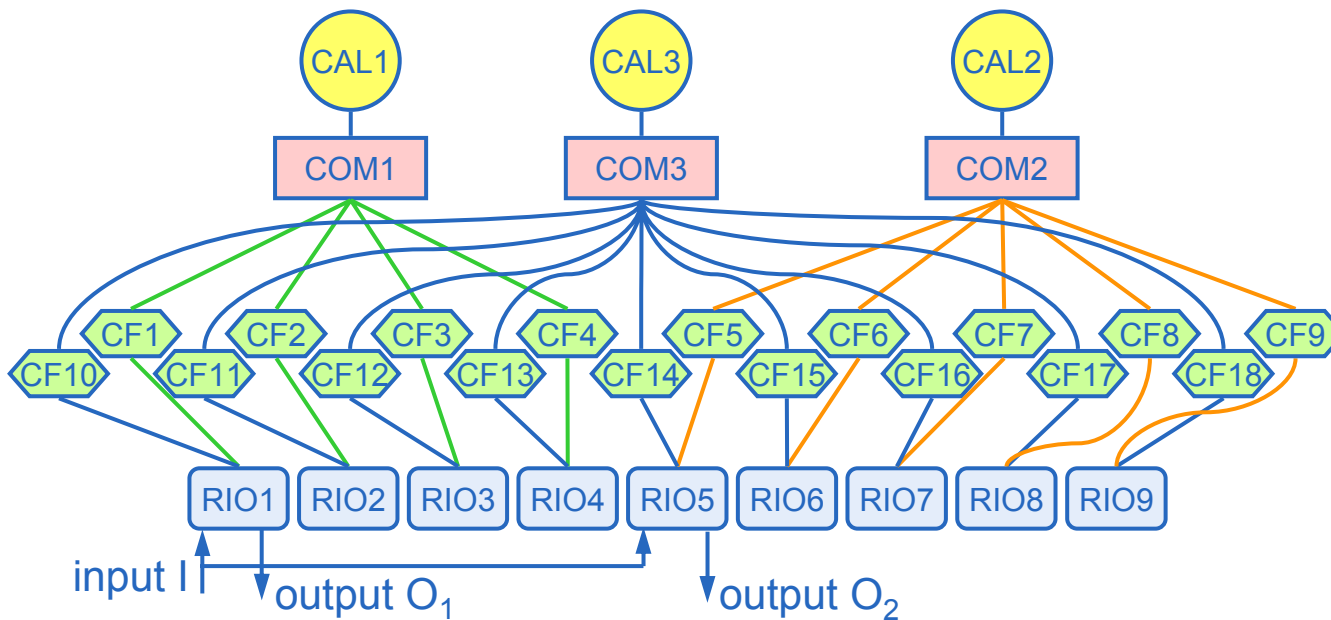 CAL1 CAL3 CAL2
COM1 COM3 COM2
CF1 CF2 CF3 CF4 CF5 CF6 CF7 CF8 CF9
CF10 CF11 CF12 CF13 CF14 CF15 CF16 CF17 CF18
RIO1 RIO2 RIO3 RIO4 RIO5 RIO6 RIO7 RIO8 RIO9
input I
output O₁ output O₂